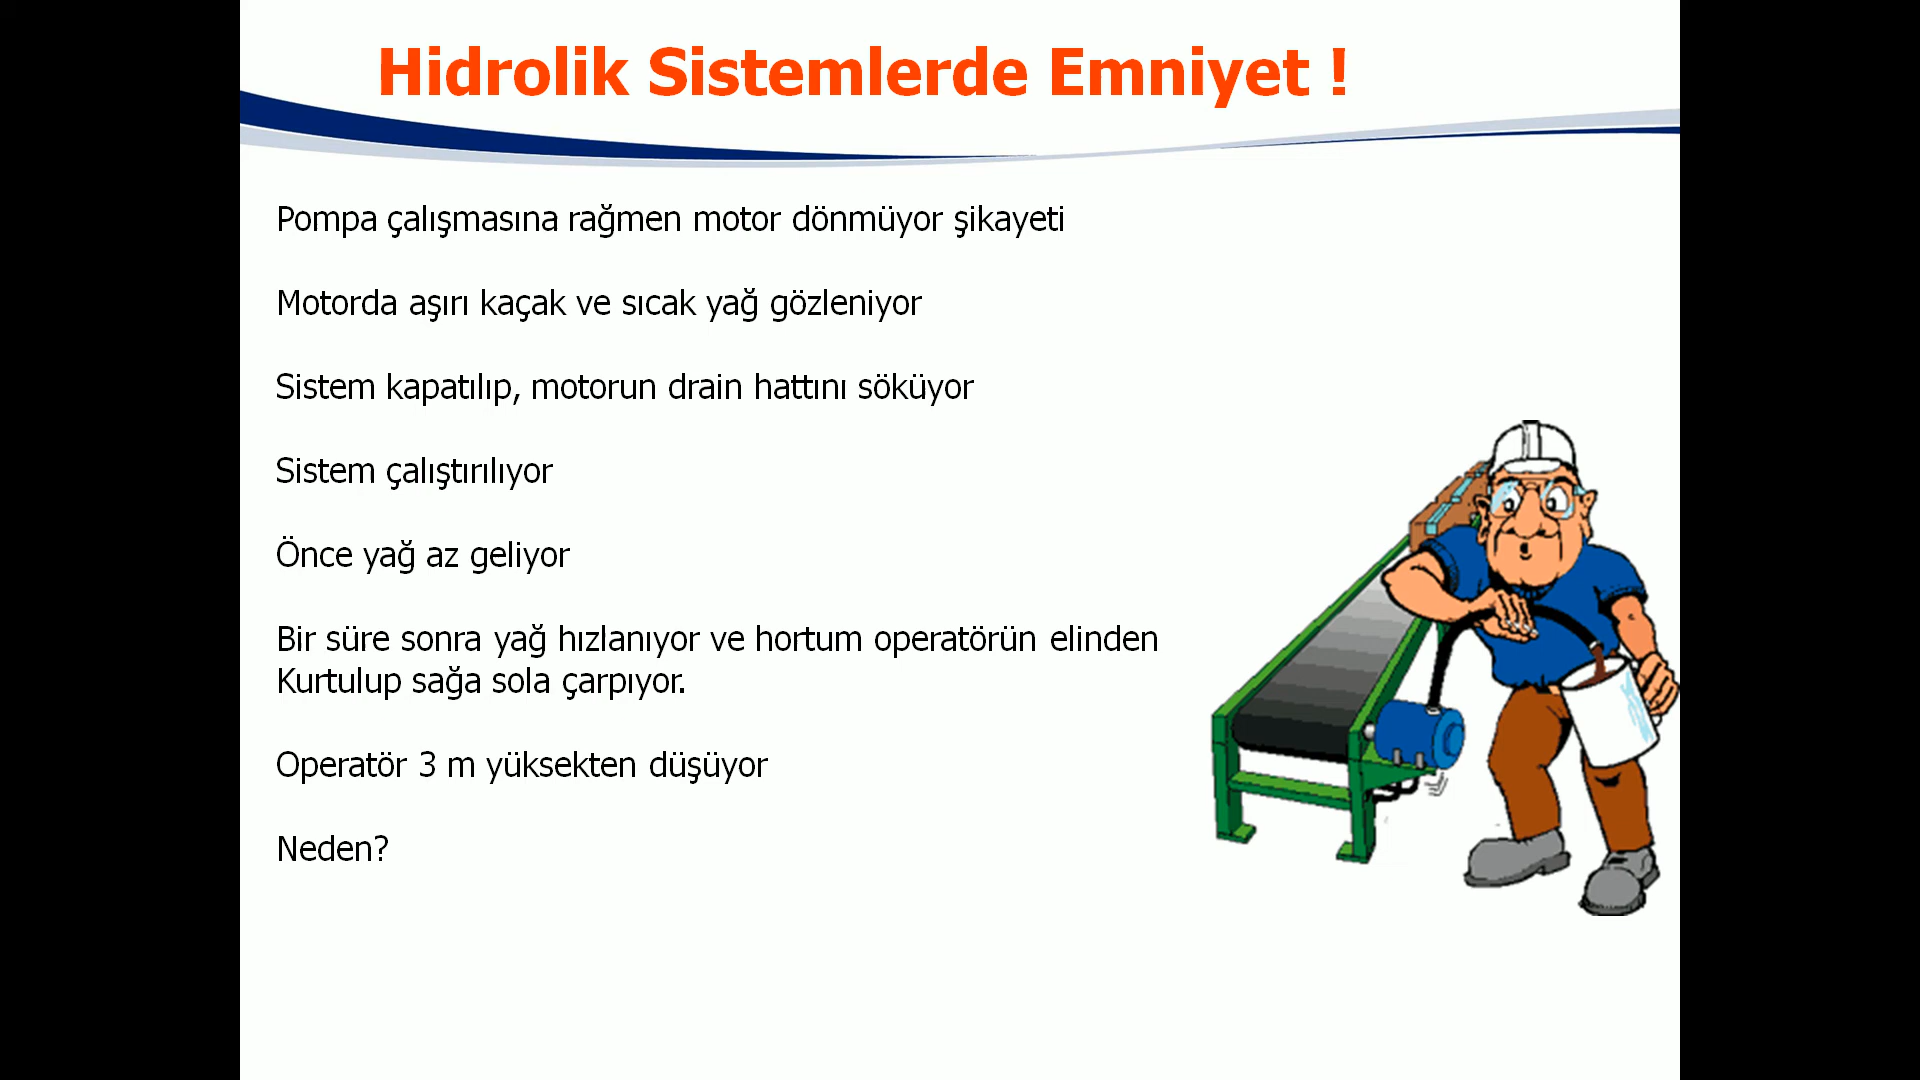 Hidrolik Sistemlerde Emniyet !
Pompa çalışmasına rağmen motor dönmüyor şikayeti
Motorda aşırı kaçak ve sıcak yağ gözleniyor
Sistem kapatılıp, motorun drain hattını söküyor
Sistem çalıştırılıyor
Önce yağ az geliyor
Bir süre sonra yağ hızlanıyor ve hortum operatörün elinden
Kurtulup sağa sola çarpıyor.
Operatör 3 m yüksekten düşüyor
Neden?